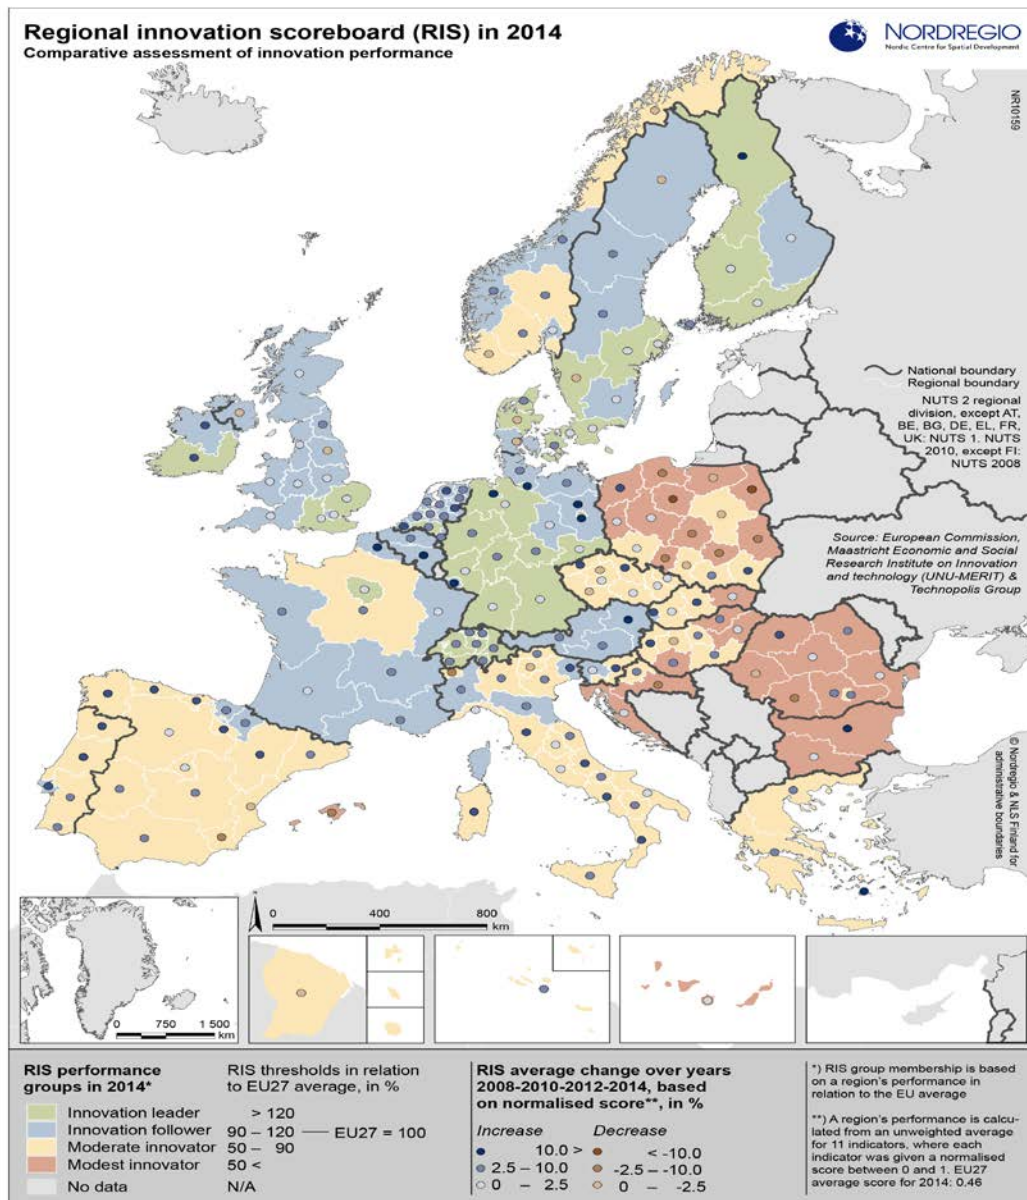 Regional innovation scoreboard (RIS) in 2014
Comparative assessment of innovation performance
NORDREGIO
Nordic Centre for Spatial Development
NR10159
National boundary
Regional boundary
NUTS 2 regional
division, except AT,
BE, BG, DE, EL, FR,
UK: NUTS 1. NUTS
2010, except FI:
NUTS 2008
Source: European Commission,
Maastricht Economic and Social
Research Institute on Innovation
and technology (UNU-MERIT) &
Technopolis Group
© Nordregio & NLS Finland for
administrative boundaries
0 400 800
km
0 750 1 500
km
RIS performance
groups in 2014*
Innovation leader
Innovation follower
Moderate innovator
Modest innovator
No data
RIS thresholds in relation
to EU27 average, in %
> 120
90 – 120 — EU27 = 100
50 – 90
50 <
N/A
RIS average change over years
2008-2010-2012-2014, based
on normalised score**, in %
Increase Decrease
10.0 > < -10.0
2.5 – 10.0 -2.5 – -10.0
0 – 2.5 0 – -2.5
*) RIS group membership is based
on a region's performance in
relation to the EU average
**) A region's performance is calcu-
lated from an unweighted average
for 11 indicators, where each
indicator was given a normalised
score between 0 and 1. EU27
average score for 2014: 0.46